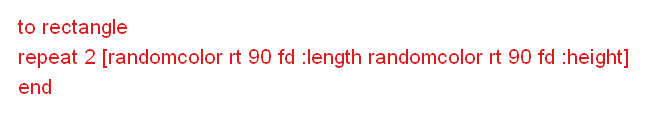 to rectangle
repeat 2 [randomcolor rt 90 fd :length randomcolor rt 90 fd :height]
end